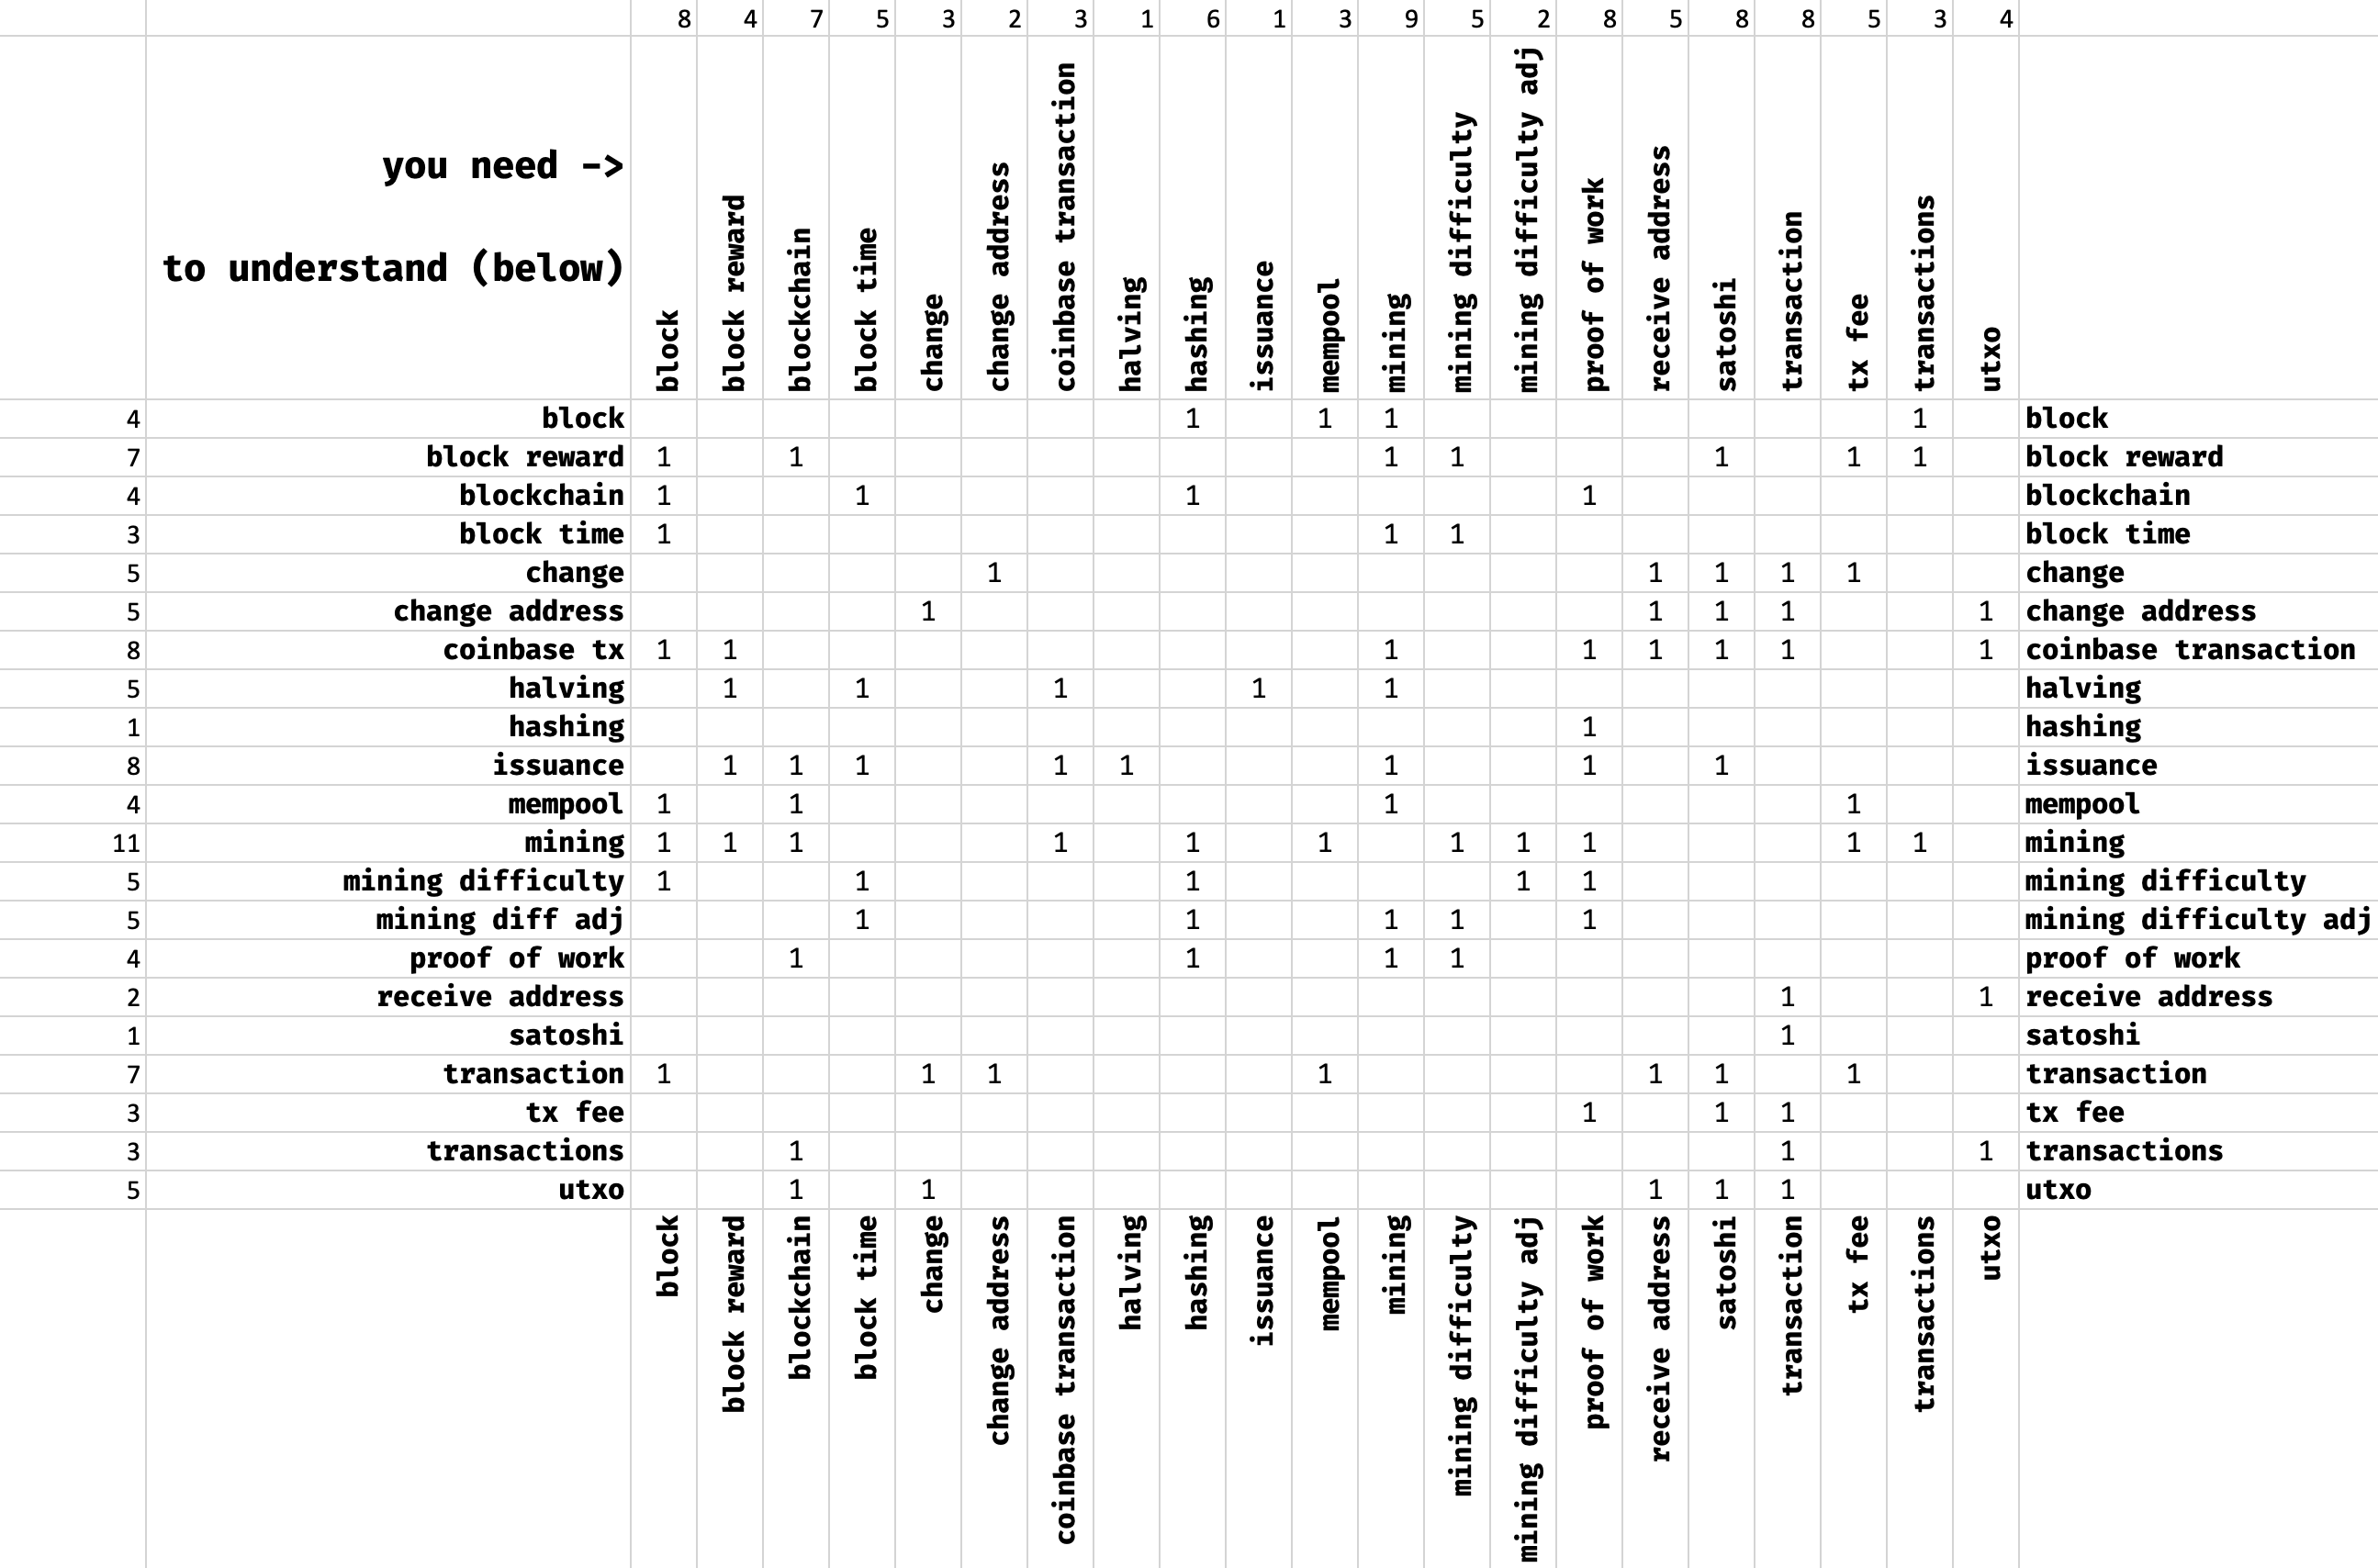 8 4 7 5 3 2 3 1 6 1 3 9 5 2 8 5 8 8 5 3 4
you need ->
to understand (below)
block
block reward
blockchain
block time
change
change address
coinbase transaction
halving
hashing
issuance
mempool
mining
mining difficulty
mining difficulty adj
proof of work
receive address
satoshi
transaction
tx fee
transactions
utxo
4 block 1 1 1 1 block
7 block reward 1 1 1 1 1 1 1 block reward
4 blockchain 1 1 1 1 blockchain
3 block time 1 1 1 block time
5 change 1 1 1 1 1 change
5 change address 1 1 1 1 1 change address
8 coinbase tx 1 1 1 1 1 1 1 1 coinbase transaction
5 halving 1 1 1 1 1 halving
1 hashing 1 hashing
8 issuance 1 1 1 1 1 1 1 1 issuance
4 mempool 1 1 1 1 mempool
11 mining 1 1 1 1 1 1 1 1 1 1 1 mining
5 mining difficulty 1 1 1 1 1 mining difficulty
5 mining diff adj 1 1 1 1 1 mining difficulty adj
4 proof of work 1 1 1 1 proof of work
2 receive address 1 1 receive address
1 satoshi 1 satoshi
7 transaction 1 1 1 1 1 1 1 transaction
3 tx fee 1 1 1 tx fee
3 transactions 1 1 1 transactions
5 utxo 1 1 1 1 1 utxo
block
block reward
blockchain
block time
change
change address
coinbase transaction
halving
hashing
issuance
mempool
mining
mining difficulty
mining difficulty adj
proof of work
receive address
satoshi
transaction
tx fee
transactions
utxo